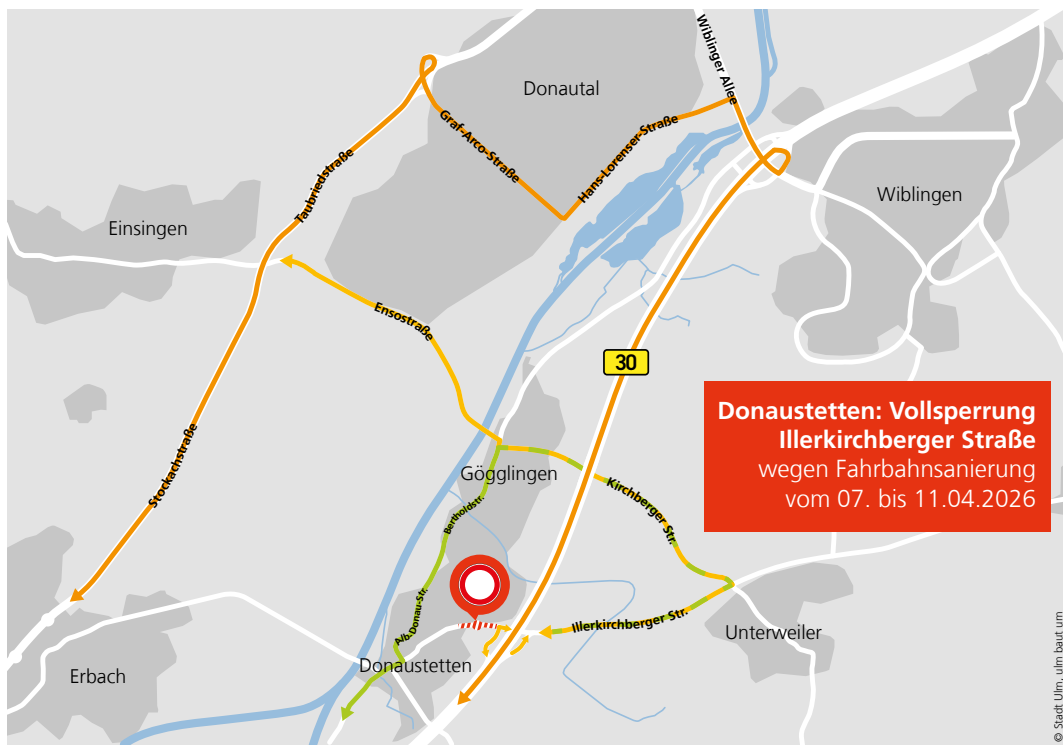 Wiblinger Allee
Donautal
Graf-Arco-Straße
Hans-Lorenser-Straße
Taubriedstraße
Wiblingen
Einsingen
Ensostraße
30
Donaustetten: Vollsperrung
Illerkirchberger Straße
wegen Fahrbahnsanierung
vom 07. bis 11.04.2026
Stockachstraße
Gögglingen
Kirchberger Str.
Bertholdstr.
A/b.Donau-Str.
Illerkirchberger Str.
Unterweiler
Donaustetten
Erbach
© Stadt Ulm, ulm baut um